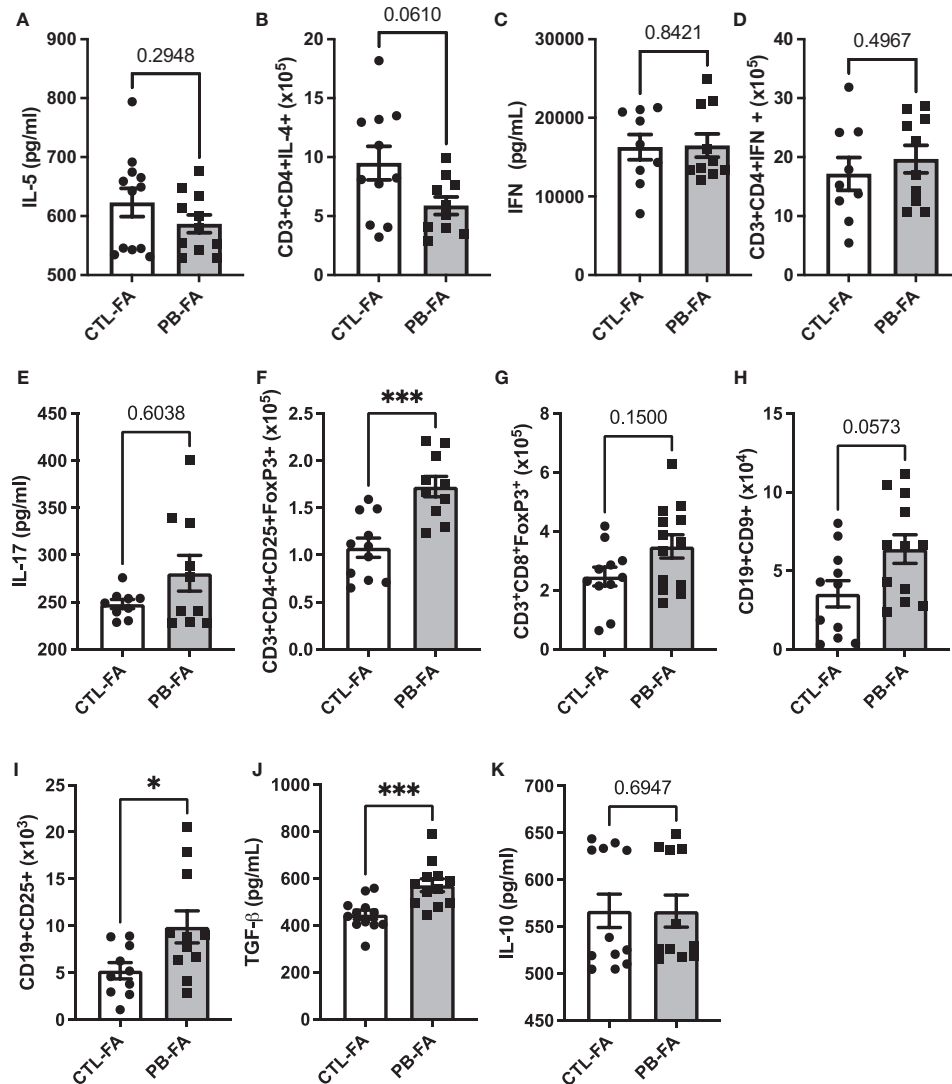 A
IL-5 (pg/ml)
900
800
700
600
500
0.2948
CTL-FA
PB-FA
B
CD3+CD4+IL-4+ (x10⁵)
20
15
10
5
0
0.0610
CTL-FA
PB-FA
C
IFN (pg/mL)
30000
20000
10000
0
0.8421
CTL-FA
PB-FA
D
CD3+CD4+IFN + (x10⁵)
40
30
20
10
0
0.4967
CTL-FA
PB-FA
E
IL-17 (pg/ml)
450
400
350
300
250
200
0.6038
CTL-FA
PB-FA
F
CD3+CD4+CD25+FoxP3+ (x10⁵)
2.5
2.0
1.5
1.0
0.5
0.0
***
CTL-FA
PB-FA
G
CD3⁺CD8⁺FoxP3⁺ (x10⁵)
8
6
4
2
0
0.1500
CTL-FA
PB-FA
H
CD19+CD9+ (x10⁴)
15
10
5
0
0.0573
CTL-FA
PB-FA
I
CD19+CD25+ (x10³)
25
20
15
10
5
0
*
CTL-FA
PB-FA
J
TGF-β (pg/mL)
1000
800
600
400
200
0
***
CTL-FA
PB-FA
K
IL-10 (pg/ml)
700
650
600
550
500
450
0.6947
CTL-FA
PB-FA